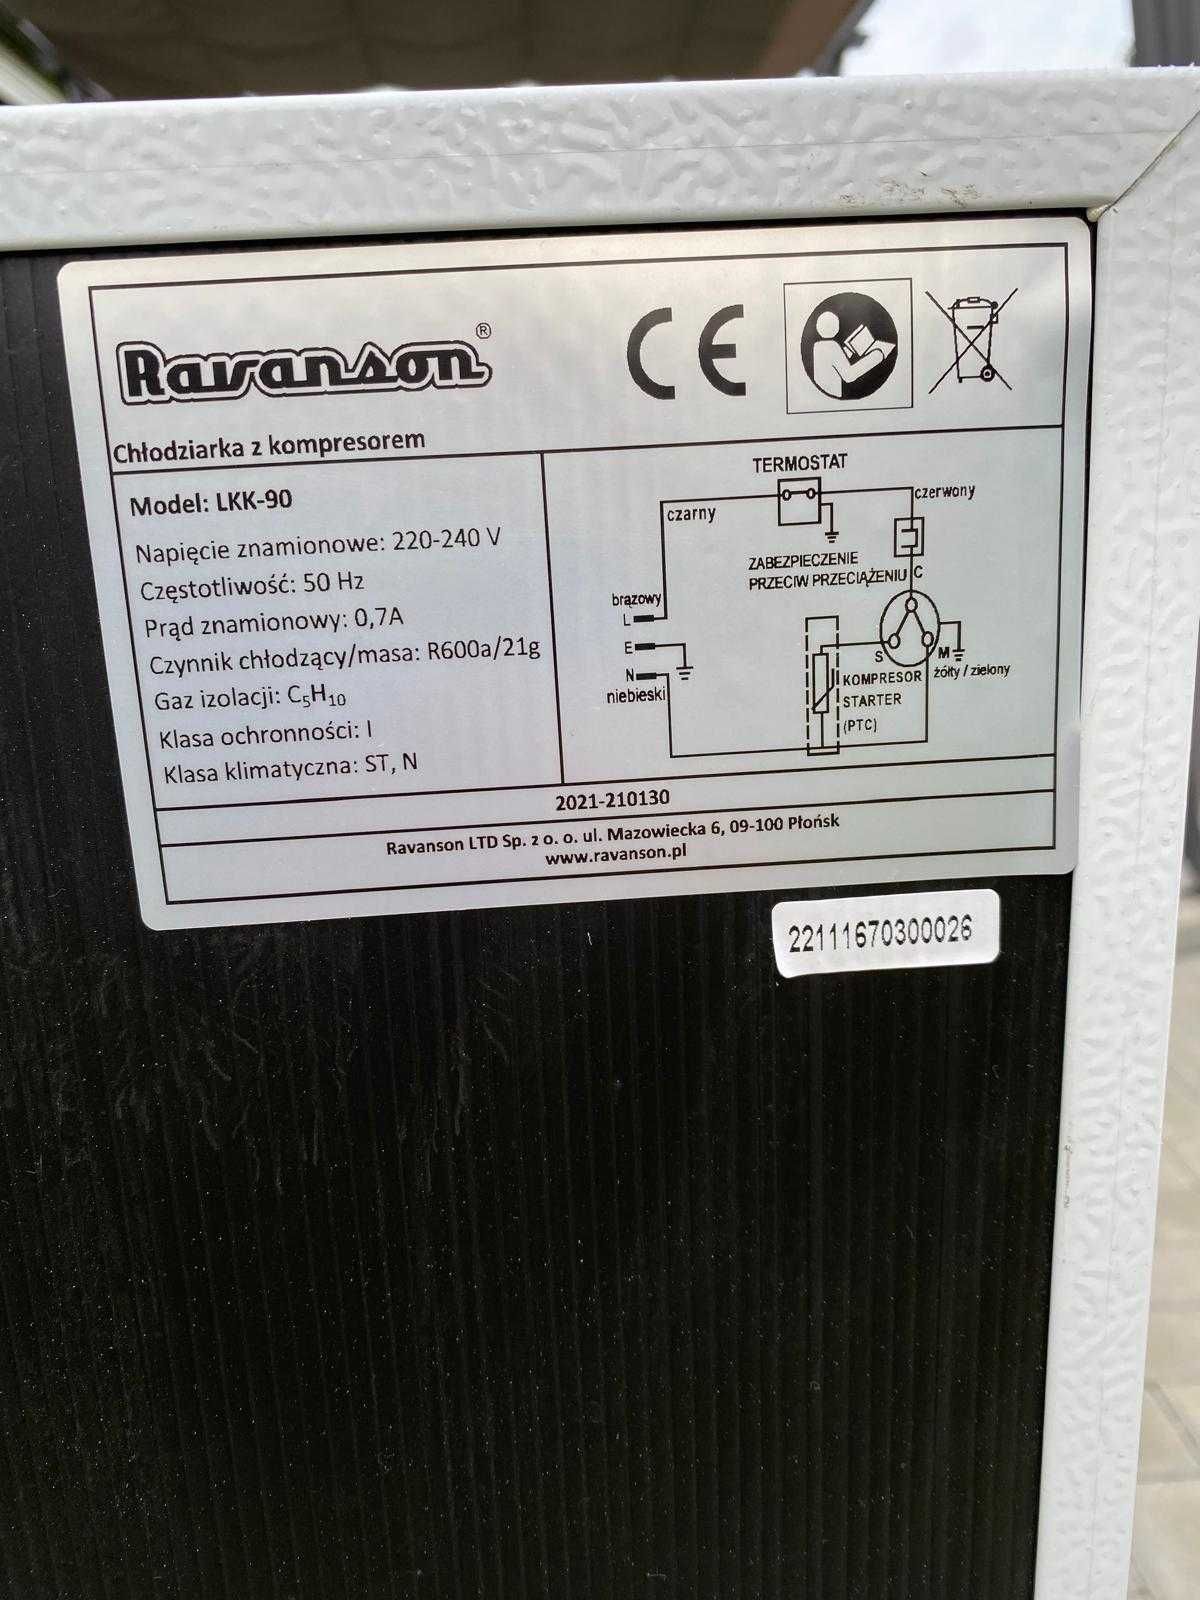 Ravanson®
CE
Chłodziarka z kompresorem
Model: LKK-90
Napięcie znamionowe: 220-240 V
Częstotliwość: 50 Hz
Prąd znamionowy: 0,7A
Czynnik chłodzący/masa: R600a/21g
Gaz izolacji: C₅H₁₀
Klasa ochronności: I
Klasa klimatyczna: ST, N
TERMOSTAT
czarny
czerwony
ZABEZPIECZENIE
PRZECIW PRZECIĄŻENIU
C
brązowy
L
E
N
niebieski
S
M
żółty / zielony
KOMPRESOR
STARTER
(PTC)
2021-210130
Ravanson LTD Sp. z o. o. ul. Mazowiecka 6, 09-100 Płońsk
www.ravanson.pl
22111670300026